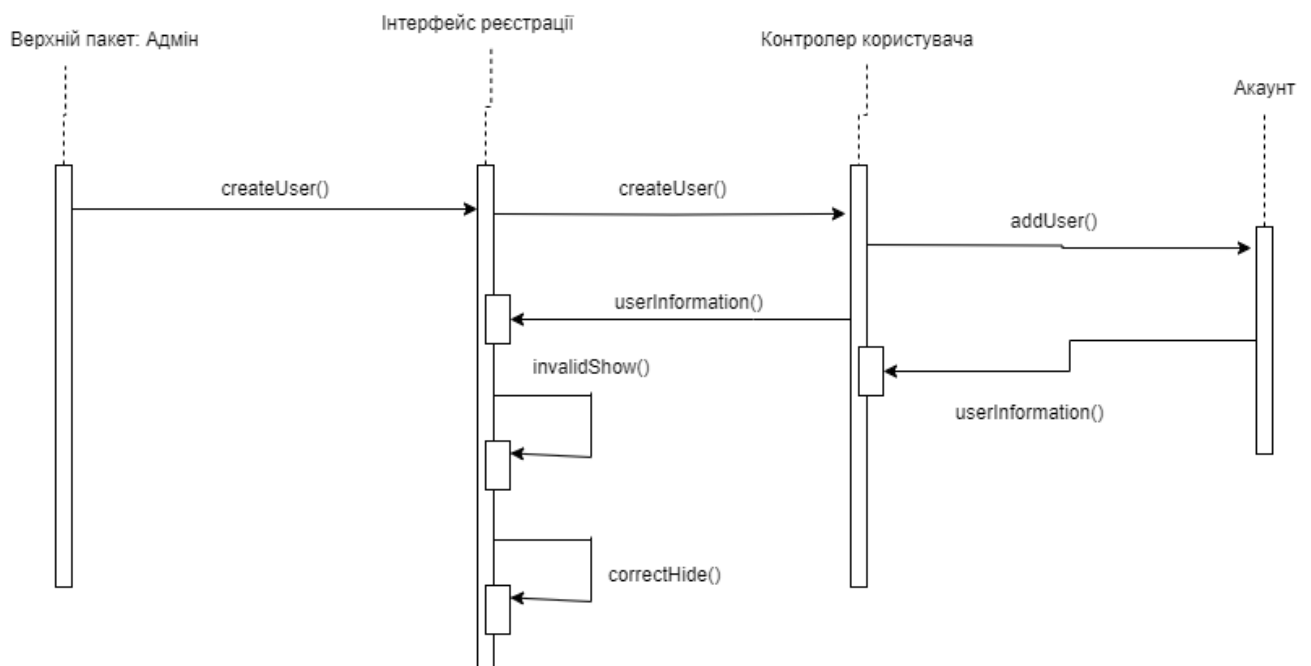 Інтерфейс реєстрації
Верхній пакет: Адмін
Контролер користувача
Акаунт
createUser()
createUser()
addUser()
userInformation()
invalidShow()
userInformation()
correctHide()